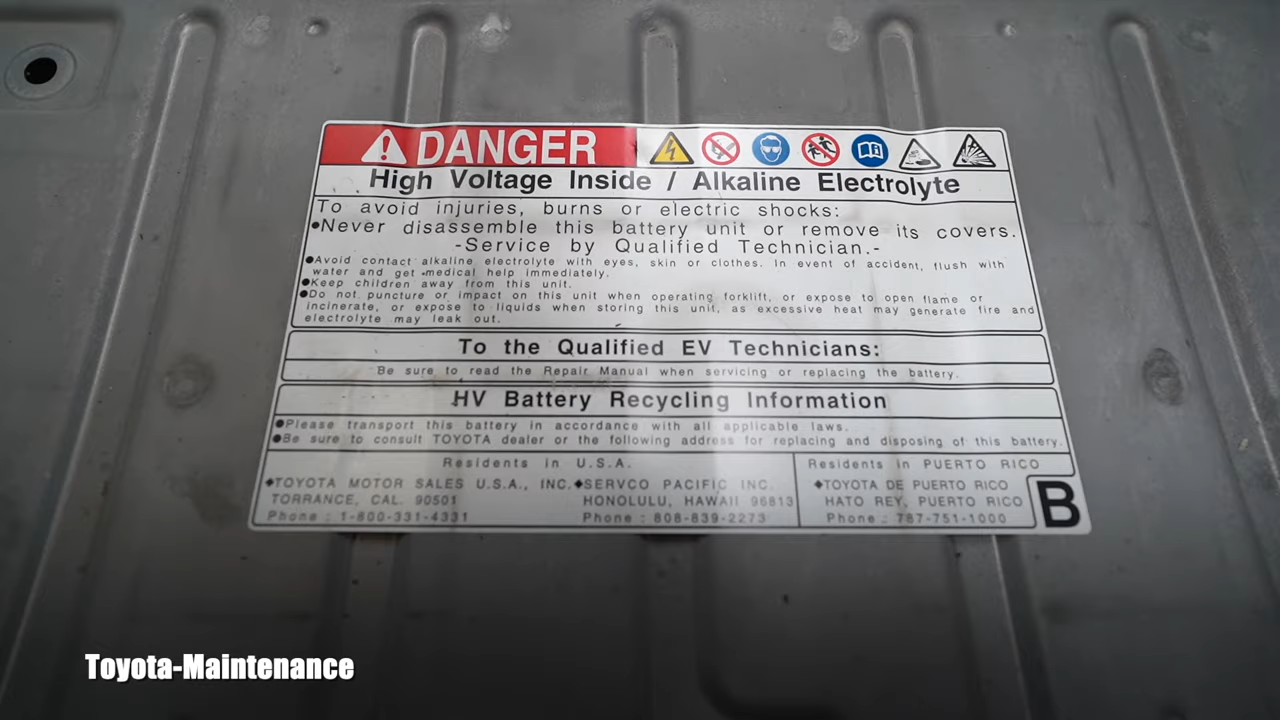 DANGER
High Voltage Inside / Alkaline Electrolyte
To avoid injuries, burns or electric shocks:
●Never disassemble this battery unit or remove its covers.
-Service by Qualified Technician.-
●Avoid contact alkaline electrolyte with eyes, skin or clothes. In event of accident, flush with
water and get medical help immediately.
●Keep children away from this unit.
●Do not puncture or impact on this unit when operating forklift, or expose to open flame or
incinerate, or expose to liquids when storing this unit, as excessive heat may generate fire and
electrolyte may leak out.
To the Qualified EV Technicians:
Be sure to read the Repair Manual when servicing or replacing the battery.
HV Battery Recycling Information
●Please transport this battery in accordance with all applicable laws.
●Be sure to consult TOYOTA dealer or the following address for replacing and disposing of this battery.
Residents in U.S.A.
◆TOYOTA MOTOR SALES U.S.A., INC.
TORRANCE, CAL. 90501
Phone : 1-800-331-4331
◆SERVCO PACIFIC INC.
HONOLULU, HAWAII 96813
Phone : 808-839-2273
Residents in PUERTO RICO
◆TOYOTA DE PUERTO RICO
HATO REY, PUERTO RICO
Phone : 787-751-1000
B
Toyota-Maintenance